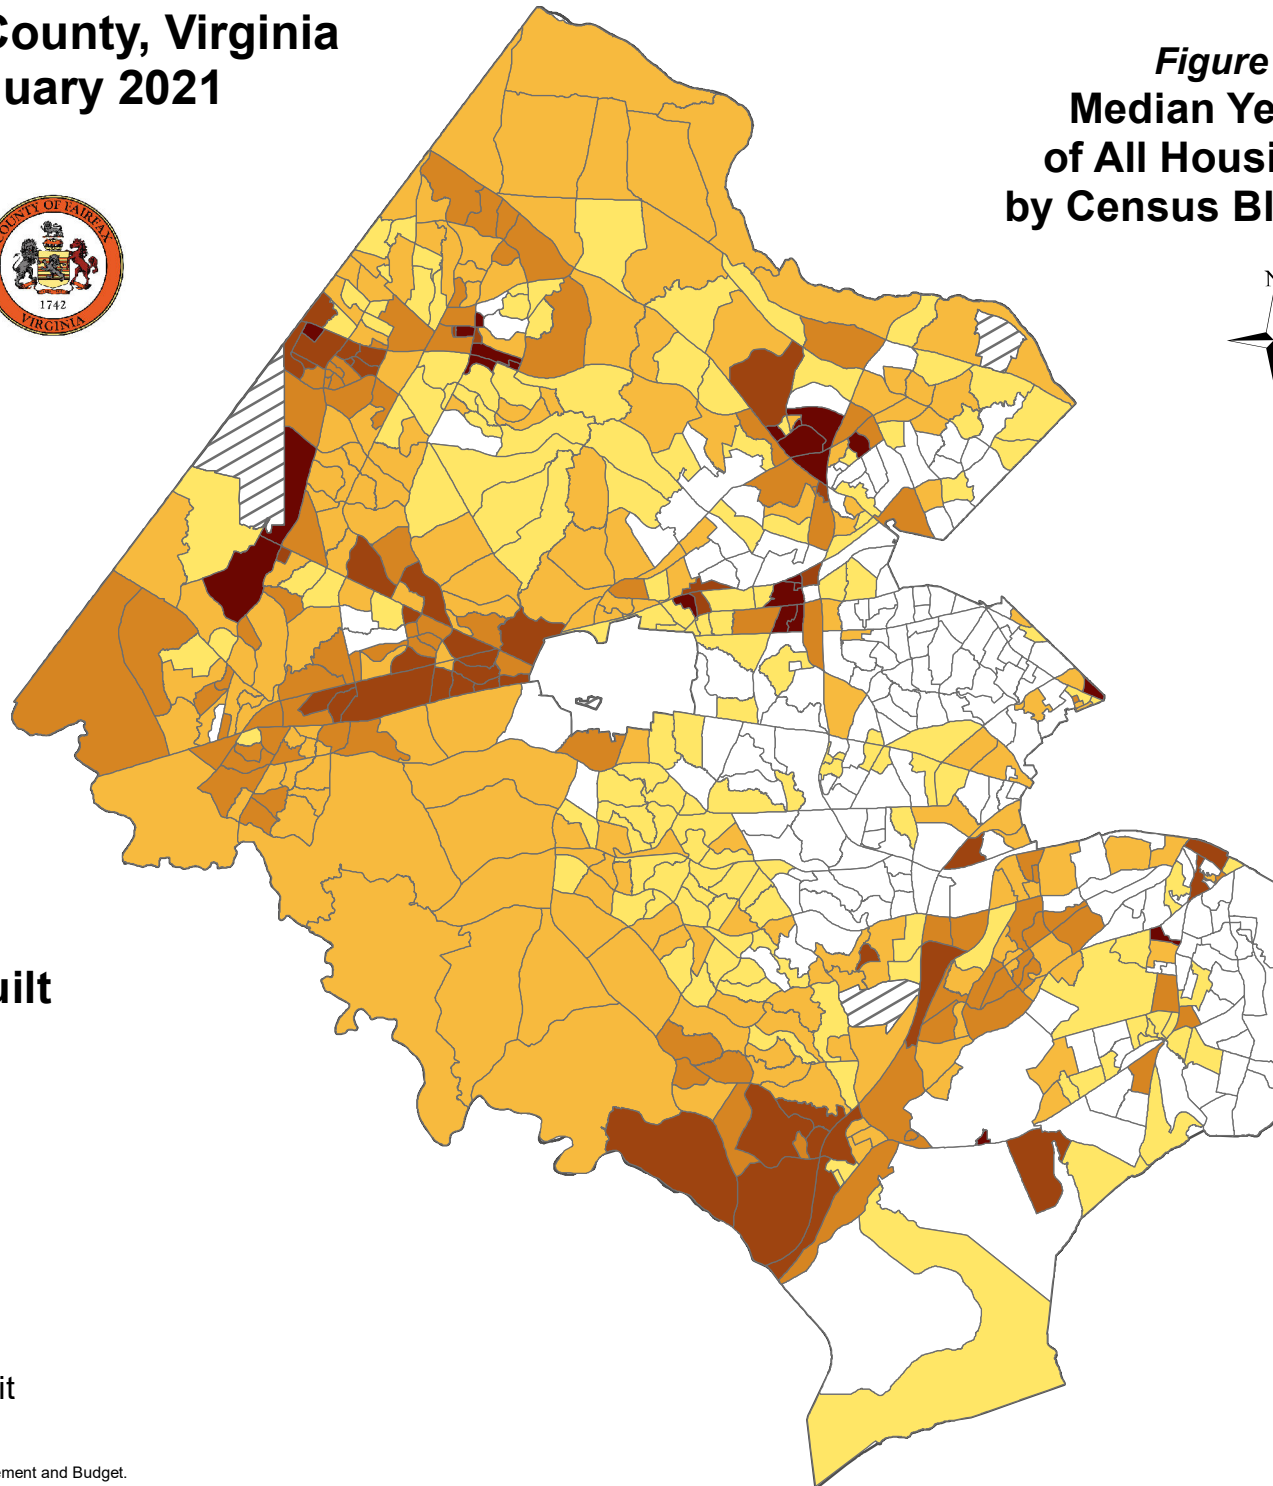 County, Virginia
uary 2021
Figure
Median Ye
of All Housi
by Census Bl
COUNTY OF FAIRFAX
1742
VIRGINIA
N
uilt
it
ement and Budget.